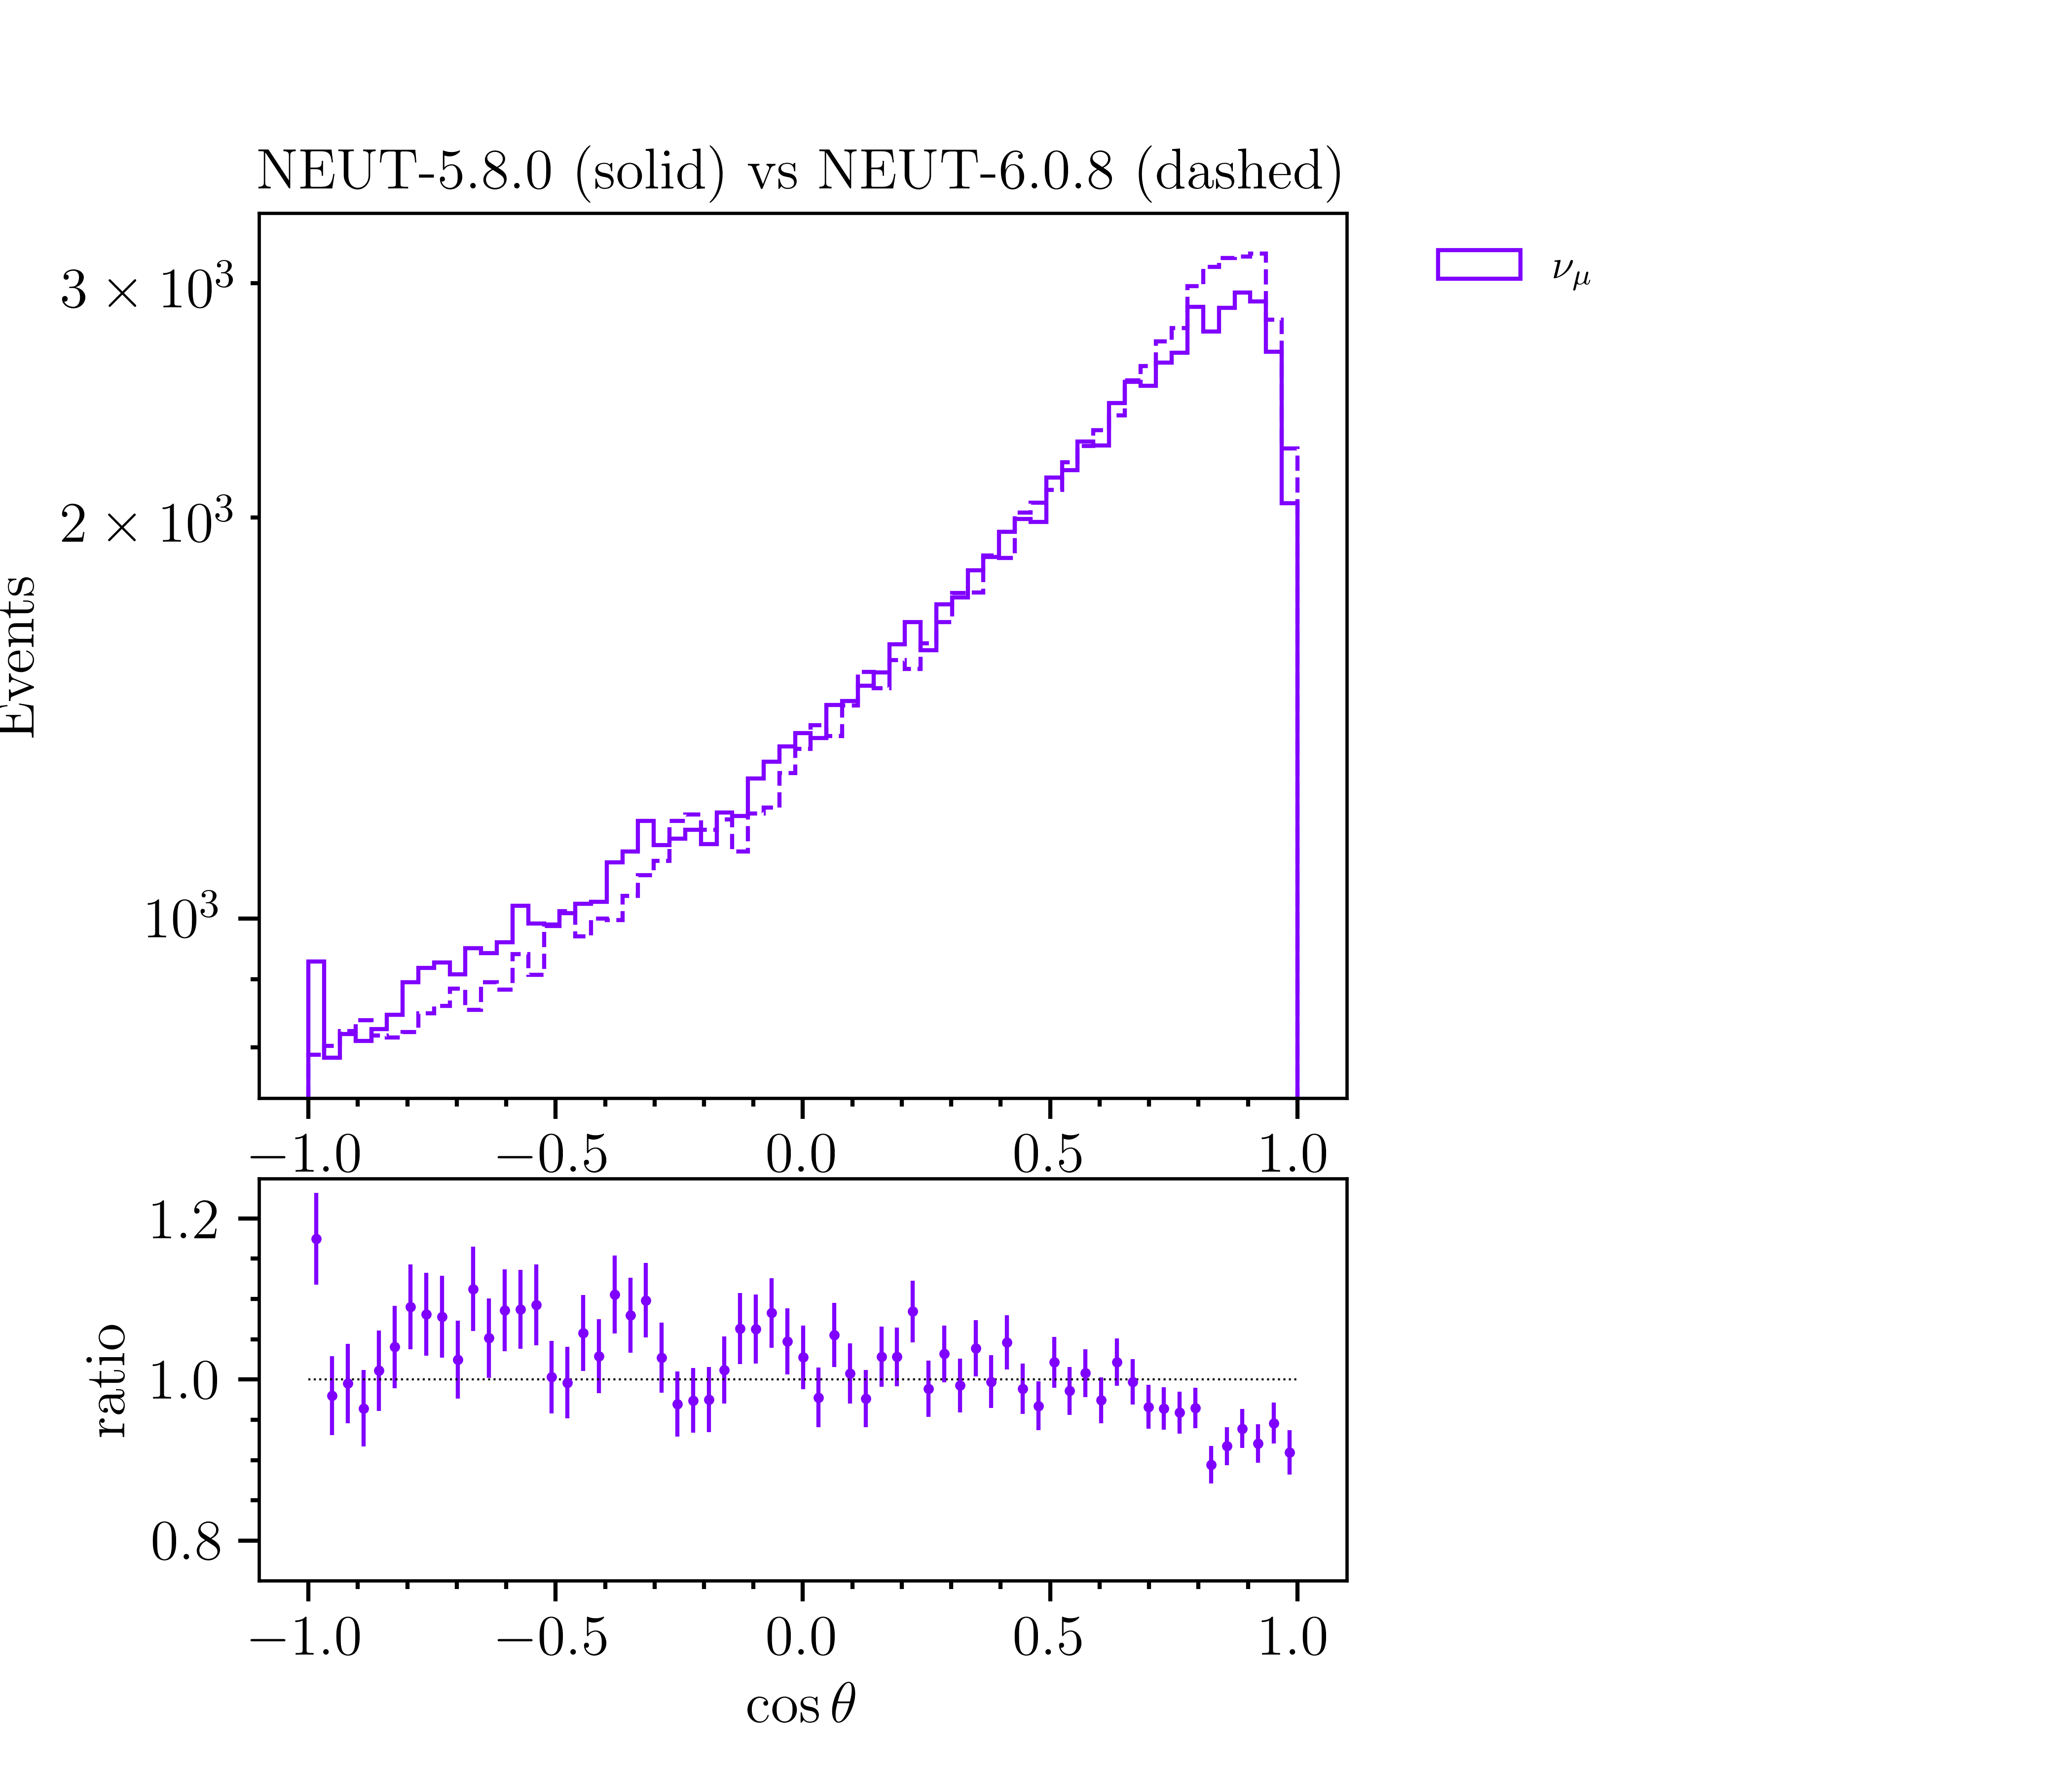 NEUT-5.8.0 (solid) vs NEUT-6.0.8 (dashed)
3 × 10³
2 × 10³
10³
Events
ν_μ
−1.0 −0.5 0.0 0.5 1.0
1.2
1.0
0.8
ratio
−1.0 −0.5 0.0 0.5 1.0
cos θ